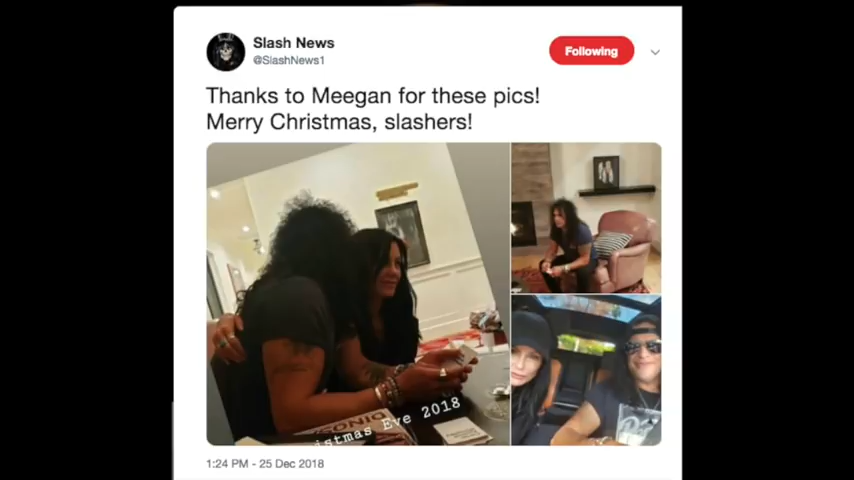 Slash News
@SlashNews1
Following
Thanks to Meegan for these pics!
Merry Christmas, slashers!
istmas Eve 2018
1:24 PM - 25 Dec 2018